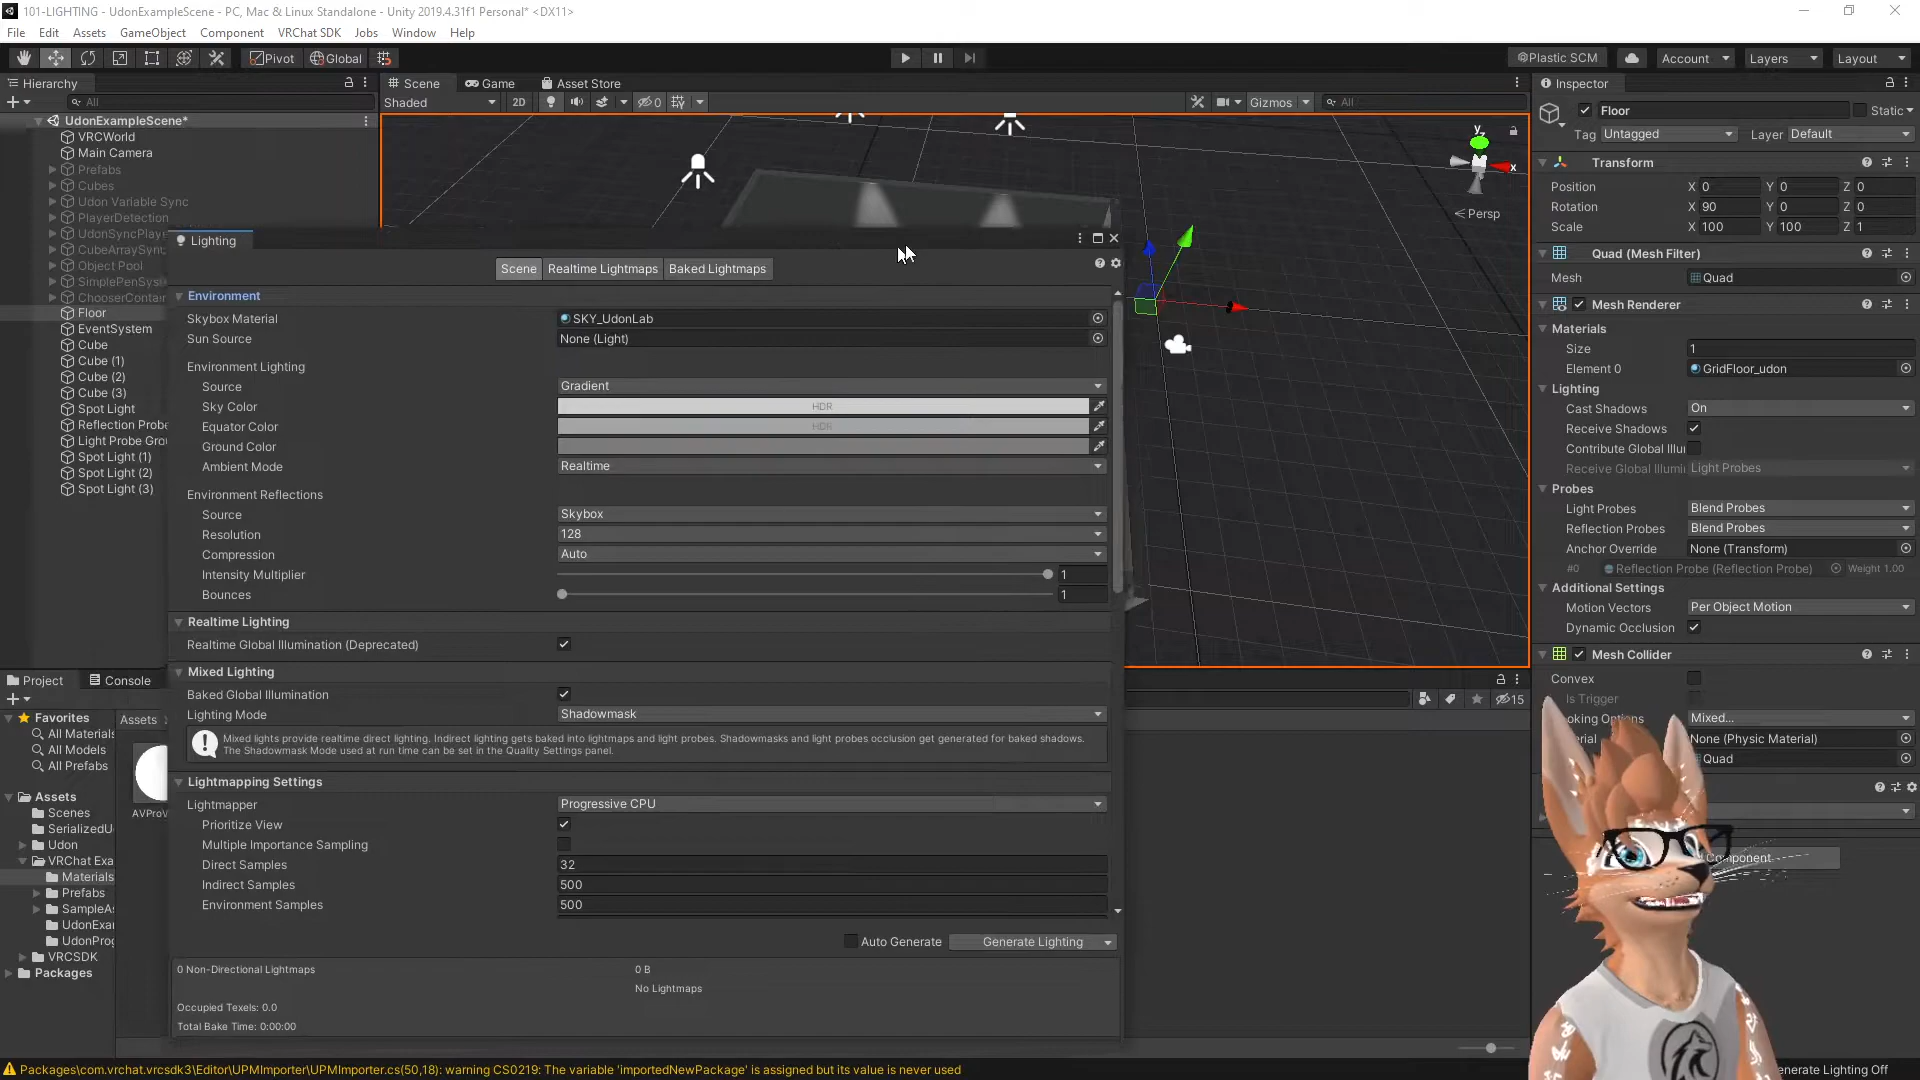 101-LIGHTING - UdonExampleScene - PC, Mac & Linux Standalone - Unity 2019.4.31f1 Personal* <DX11>
File Edit Assets GameObject Component VRChat SDK Jobs Window Help
Pivot Global Plastic SCM Account Layers Layout
Hierarchy
All
UdonExampleScene*
VRCWorld
Main Camera
Prefabs
Cubes
Udon Variable Sync
PlayerDetection
UdonSyncPlaye
CubeArraySyn
Object Pool
SimplePenSys
ChooserContai
Floor
EventSystem
Cube
Cube (1)
Cube (2)
Cube (3)
Spot Light
Reflection Probe
Light Probe Gro
Spot Light (1)
Spot Light (2)
Spot Light (3)
Scene Game Asset Store
Shaded 2D 0 Gizmos All
y
x
Persp
Lighting
Scene Realtime Lightmaps Baked Lightmaps
Environment
Skybox Material SKY_UdonLab
Sun Source None (Light)
Environment Lighting
Source Gradient
Sky Color HDR
Equator Color HDR
Ground Color
Ambient Mode Realtime
Environment Reflections
Source Skybox
Resolution 128
Compression Auto
Intensity Multiplier 1
Bounces 1
Realtime Lighting
Realtime Global Illumination (Deprecated)
Mixed Lighting
Baked Global Illumination
Lighting Mode Shadowmask
Mixed lights provide realtime direct lighting. Indirect lighting gets baked into lightmaps and light probes. Shadowmasks and light probes occlusion get generated for baked shadows.
The Shadowmask Mode used at run time can be set in the Quality Settings panel.
Lightmapping Settings
Lightmapper Progressive CPU
Prioritize View
Multiple Importance Sampling
Direct Samples 32
Indirect Samples 500
Environment Samples 500
Auto Generate Generate Lighting
0 Non-Directional Lightmaps 0 B
No Lightmaps
Occupied Texels: 0.0
Total Bake Time: 0:00:00
Project Console
15
Favorites
All Materials
All Models
All Prefabs
Assets
Scenes
SerializedU
Udon
VRChat Exa
Materials
Prefabs
SampleAs
UdonExa
UdonProg
VRCSDK
Packages
Assets
AVProV
Inspector
Floor Static
Tag Untagged Layer Default
Transform
Position X 0 Y 0 Z 0
Rotation X 90 Y 0 Z 0
Scale X 100 Y 100 Z 1
Quad (Mesh Filter)
Mesh Quad
Mesh Renderer
Materials
Size 1
Element 0 GridFloor_udon
Lighting
Cast Shadows On
Receive Shadows
Contribute Global Illu
Receive Global Illumi Light Probes
Probes
Light Probes Blend Probes
Reflection Probes Blend Probes
Anchor Override None (Transform)
#0 Reflection Probe (Reflection Probe) Weight 1.00
Additional Settings
Motion Vectors Per Object Motion
Dynamic Occlusion
Mesh Collider
Convex
Is Trigger
oking Options Mixed...
erial None (Physic Material)
Quad
Component
Packages\com.vrchat.vrcsdk3\Editor\UPMImporter\UPMImporter.cs(50,18): warning CS0219: The variable 'importedNewPackage' is assigned but its value is never used
enerate Lighting Off